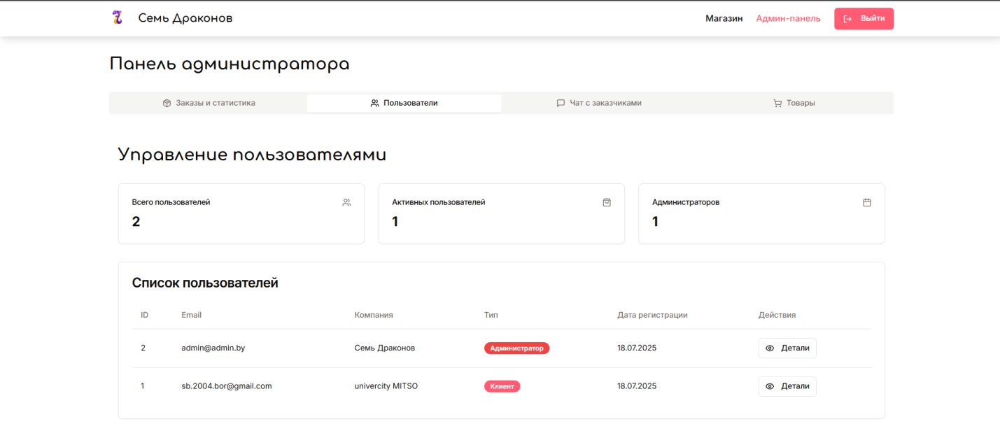 Семь Драконов Магазин Админ-панель Выйти
Панель администратора
Заказы и статистика Пользователи Чат с заказчиками Товары
Управление пользователями
Всего пользователей Активных пользователей Администраторов
2 1 1
Список пользователей
ID Email Компания Тип Дата регистрации Действия
2 admin@admin.by Семь Драконов Администратор 18.07.2025 Детали
1 sb.2004.bor@gmail.com univercity MITSO Клиент 18.07.2025 Детали